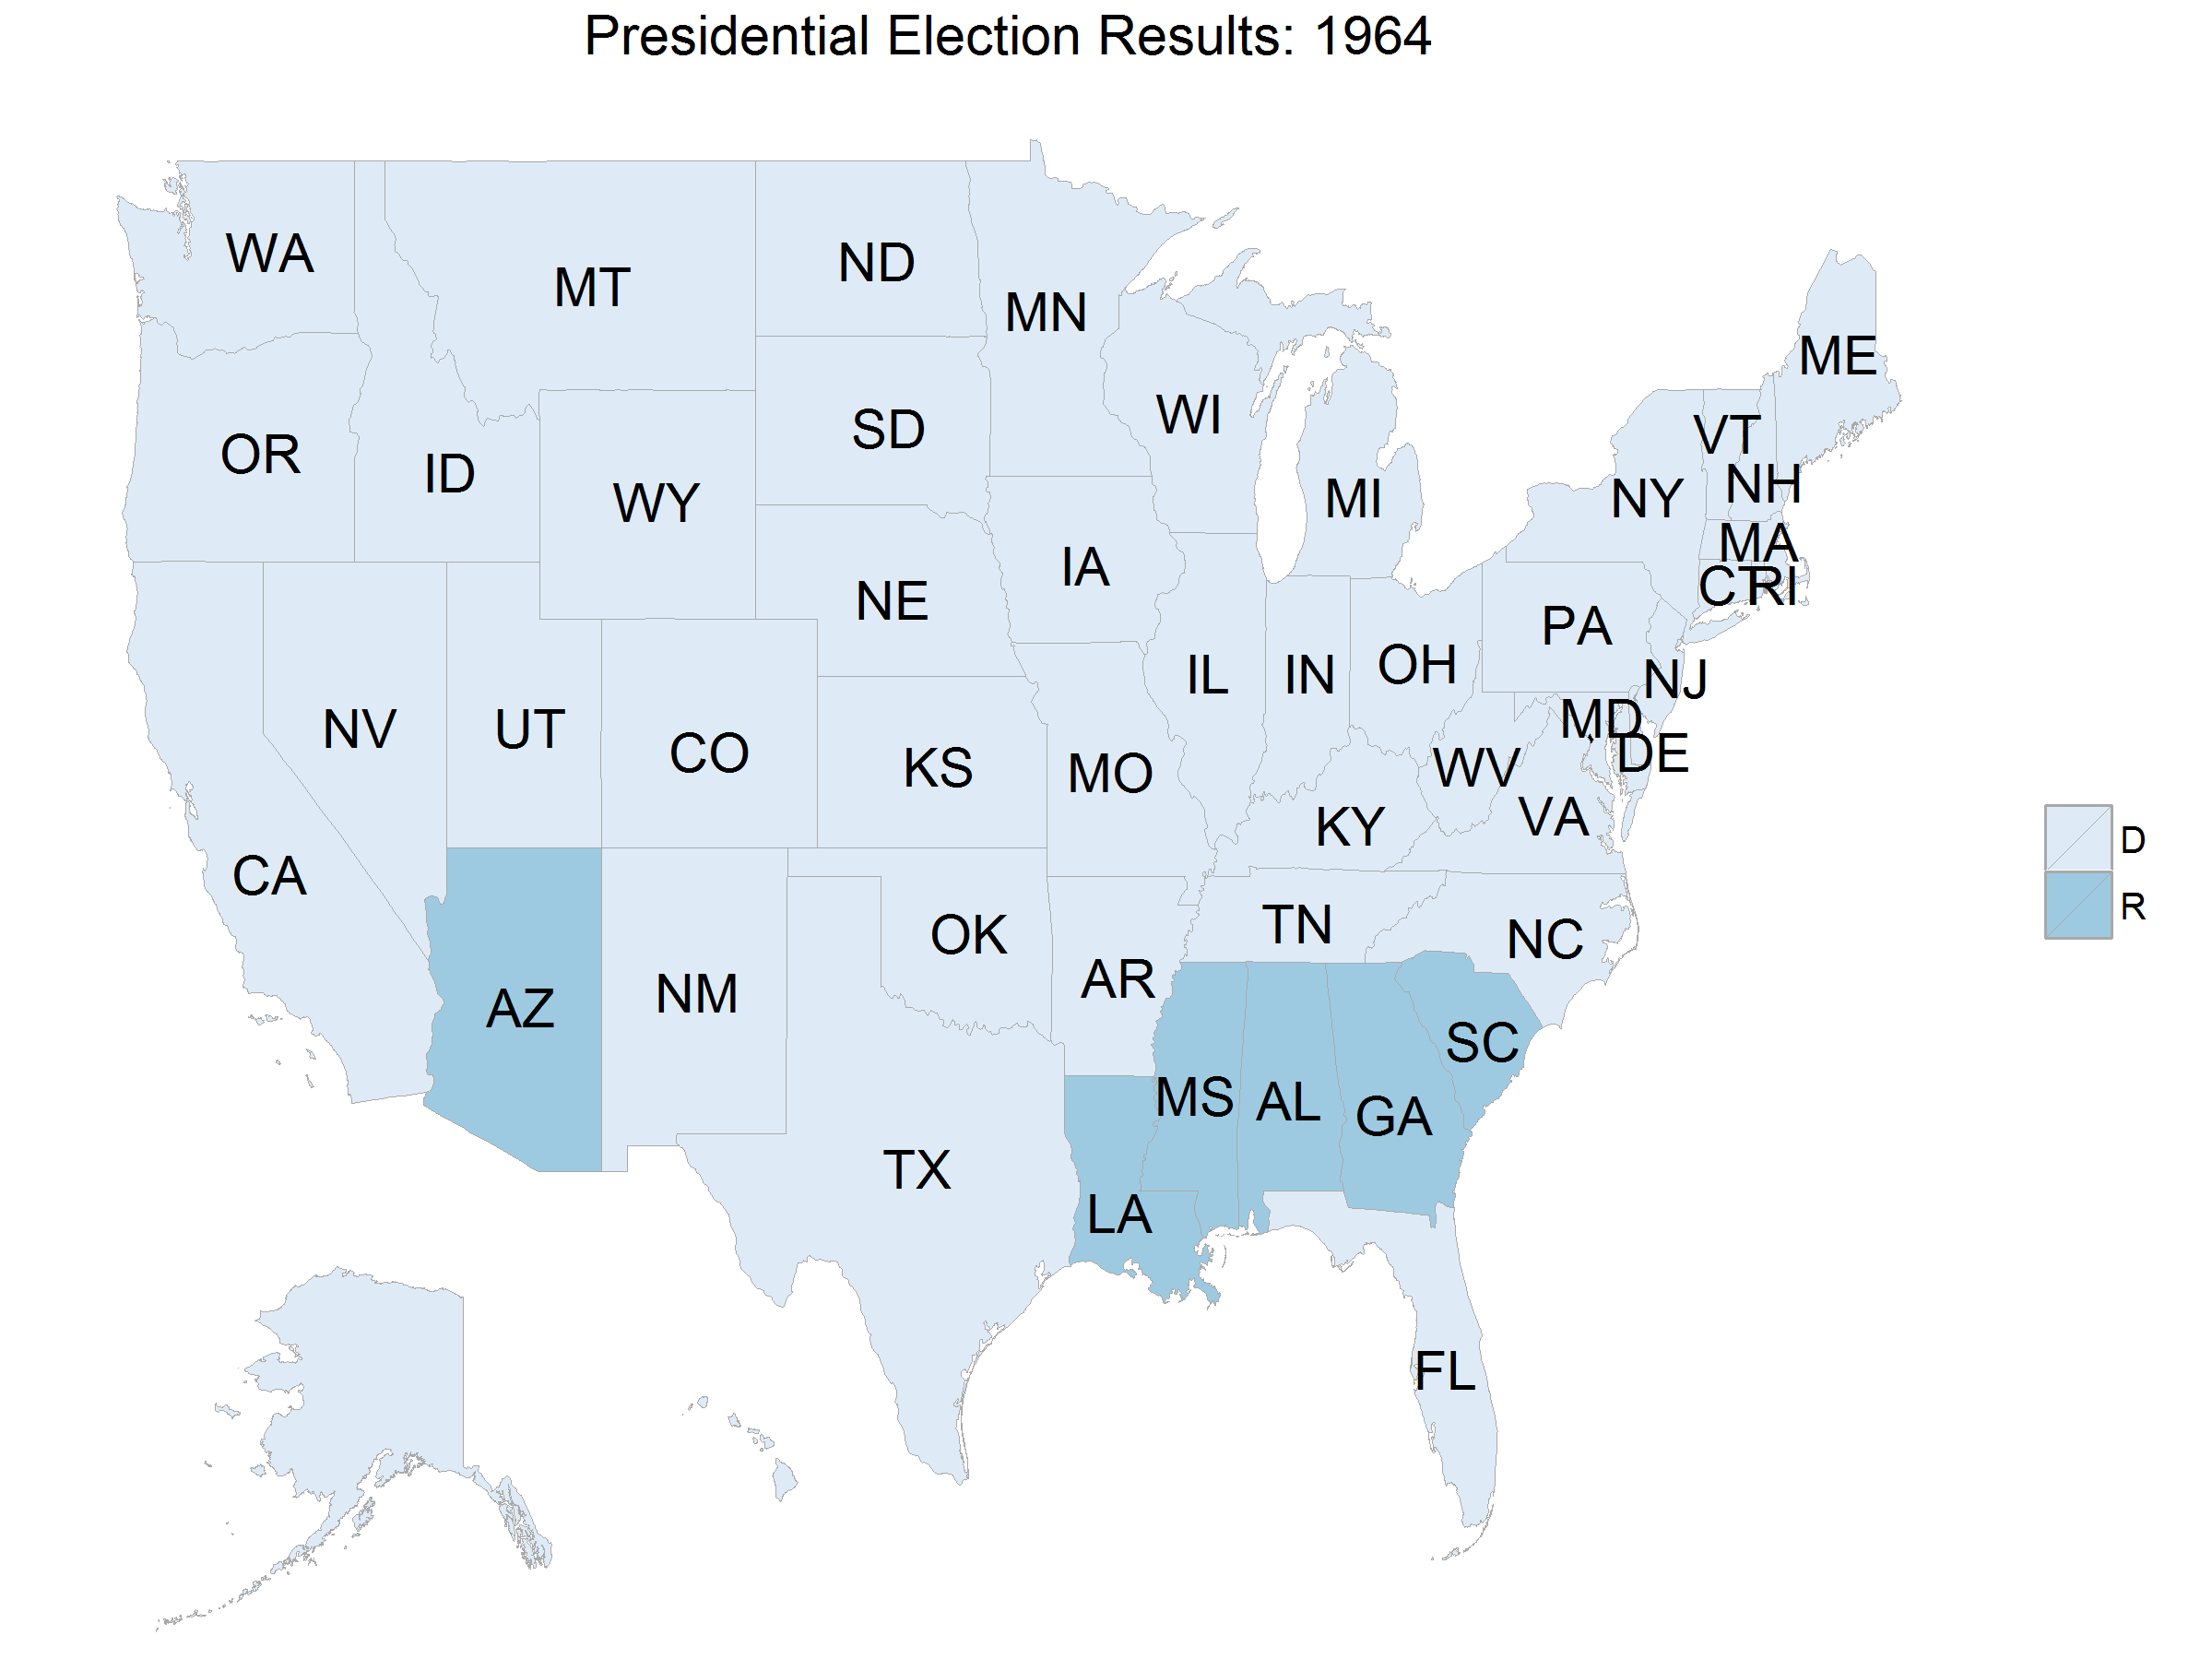 Presidential Election Results: 1964
WA
MT
ND
MN
ME
OR
ID
WY
SD
WI
MI
VT
NH
NY
MA
CT
RI
IA
NE
PA
NJ
NV
UT
CO
KS
MO
IL
IN
OH
MD
DE
WV
VA
KY
D
R
CA
OK
TN
NC
AZ
NM
AR
SC
MS
AL
GA
TX
LA
FL